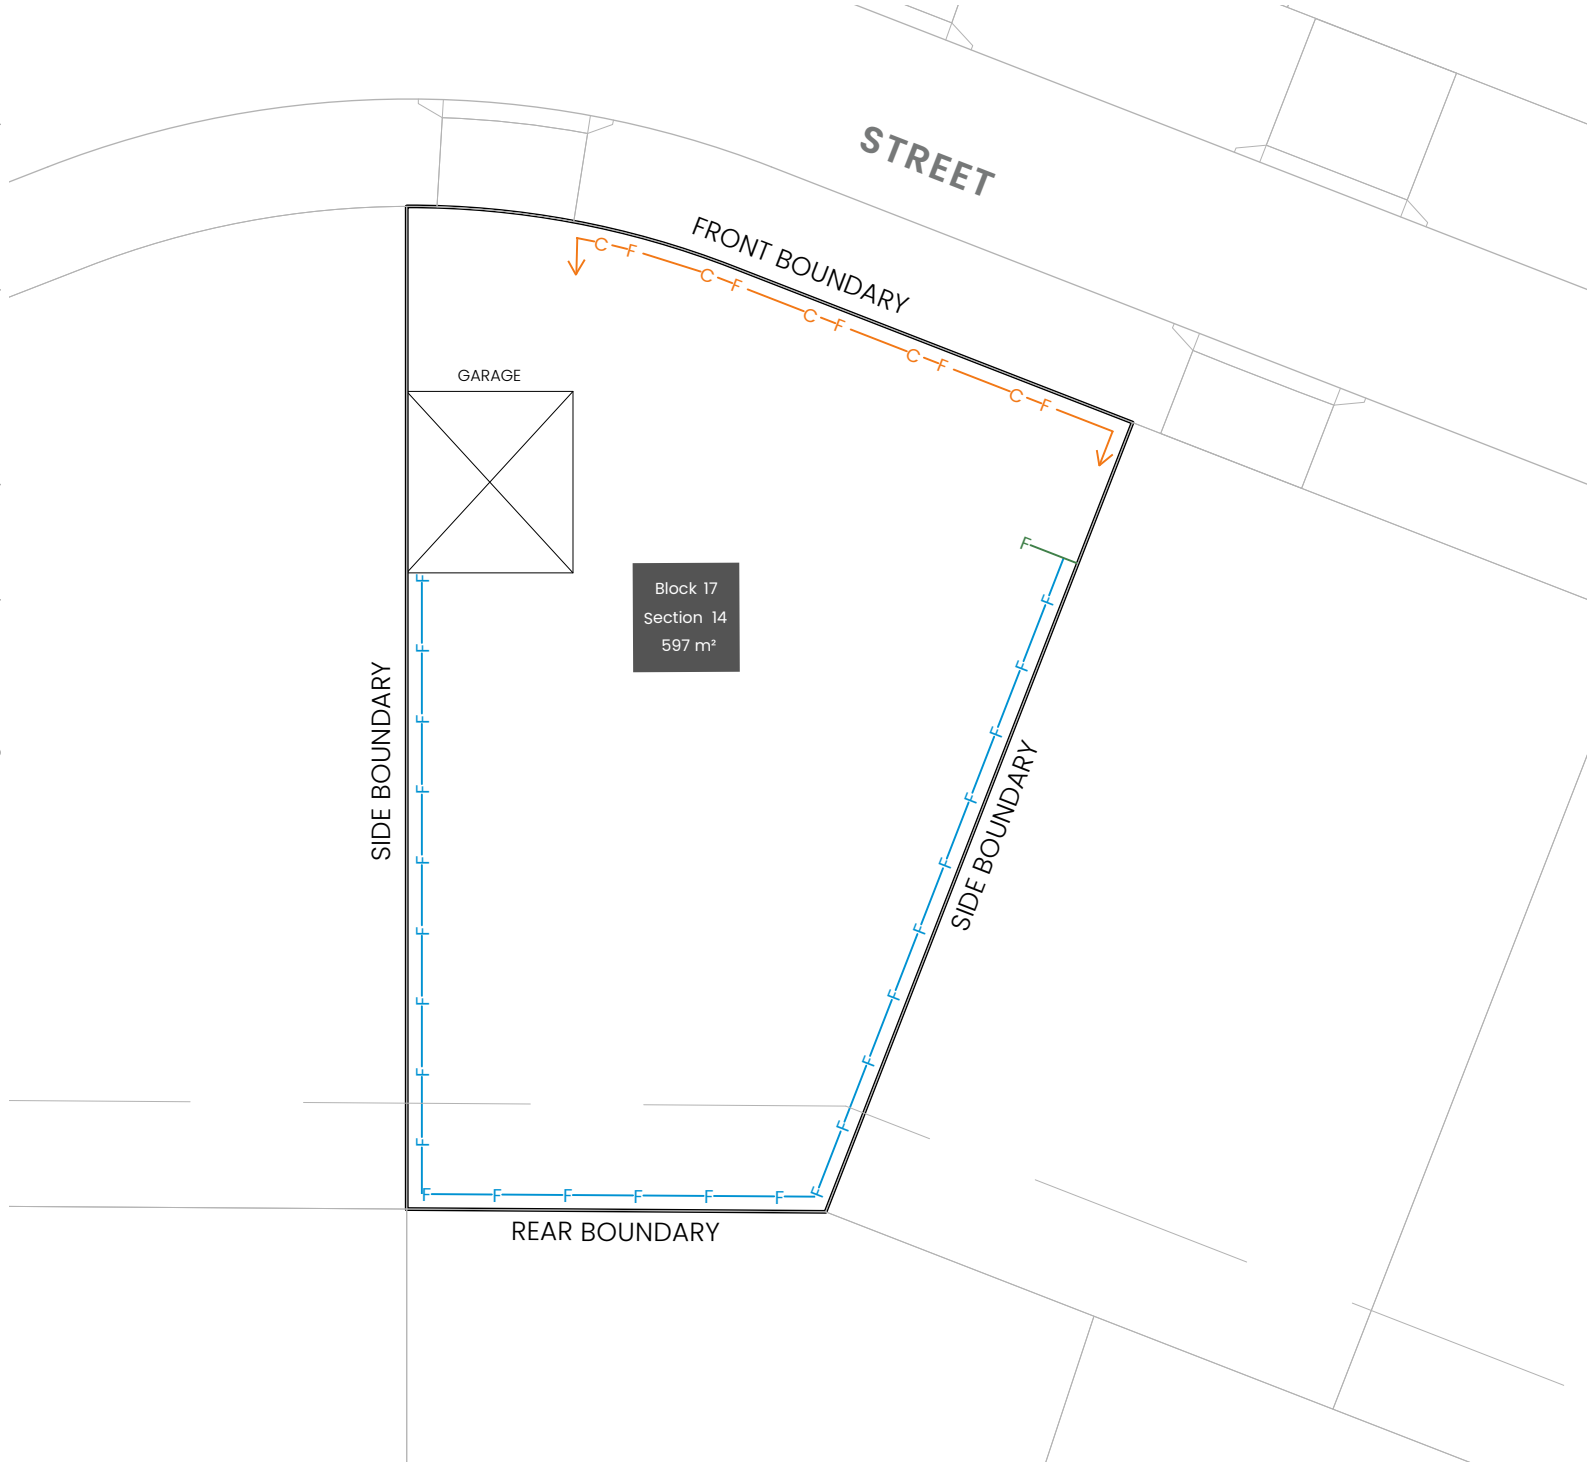 STREET
FRONT BOUNDARY
C F C F C F C F C F
GARAGE
F
Block 17
Section 14
597 m²
SIDE BOUNDARY
F F F F F F F F F
SIDE BOUNDARY
F F F F F F F F F F
F F F F F F
REAR BOUNDARY